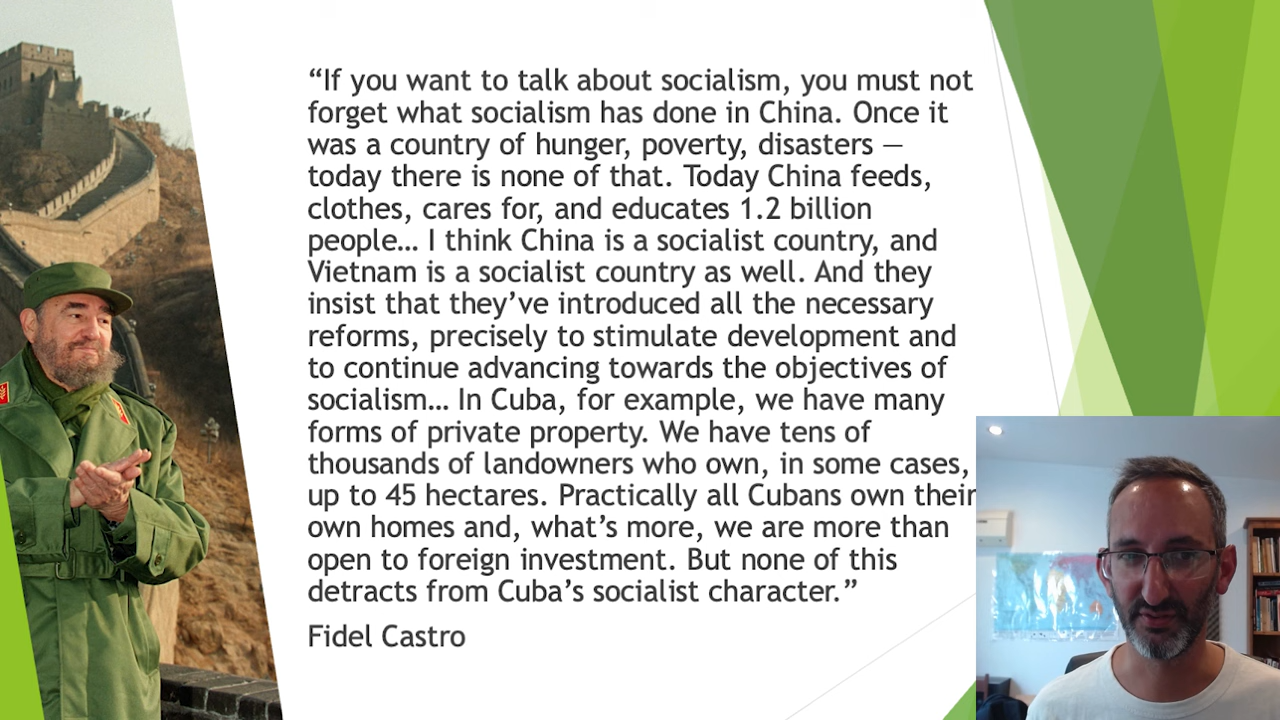 “If you want to talk about socialism, you must not
forget what socialism has done in China. Once it
was a country of hunger, poverty, disasters —
today there is none of that. Today China feeds,
clothes, cares for, and educates 1.2 billion
people… I think China is a socialist country, and
Vietnam is a socialist country as well. And they
insist that they’ve introduced all the necessary
reforms, precisely to stimulate development and
to continue advancing towards the objectives of
socialism… In Cuba, for example, we have many
forms of private property. We have tens of
thousands of landowners who own, in some cases,
up to 45 hectares. Practically all Cubans own their
own homes and, what’s more, we are more than
open to foreign investment. But none of this
detracts from Cuba’s socialist character.”
Fidel Castro